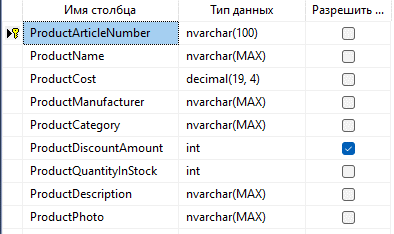 Имя столбца Тип данных Разрешить ...
ProductArticleNumber nvarchar(100)
ProductName nvarchar(MAX)
ProductCost decimal(19, 4)
ProductManufacturer nvarchar(MAX)
ProductCategory nvarchar(MAX)
ProductDiscountAmount int
ProductQuantityInStock int
ProductDescription nvarchar(MAX)
ProductPhoto nvarchar(MAX)